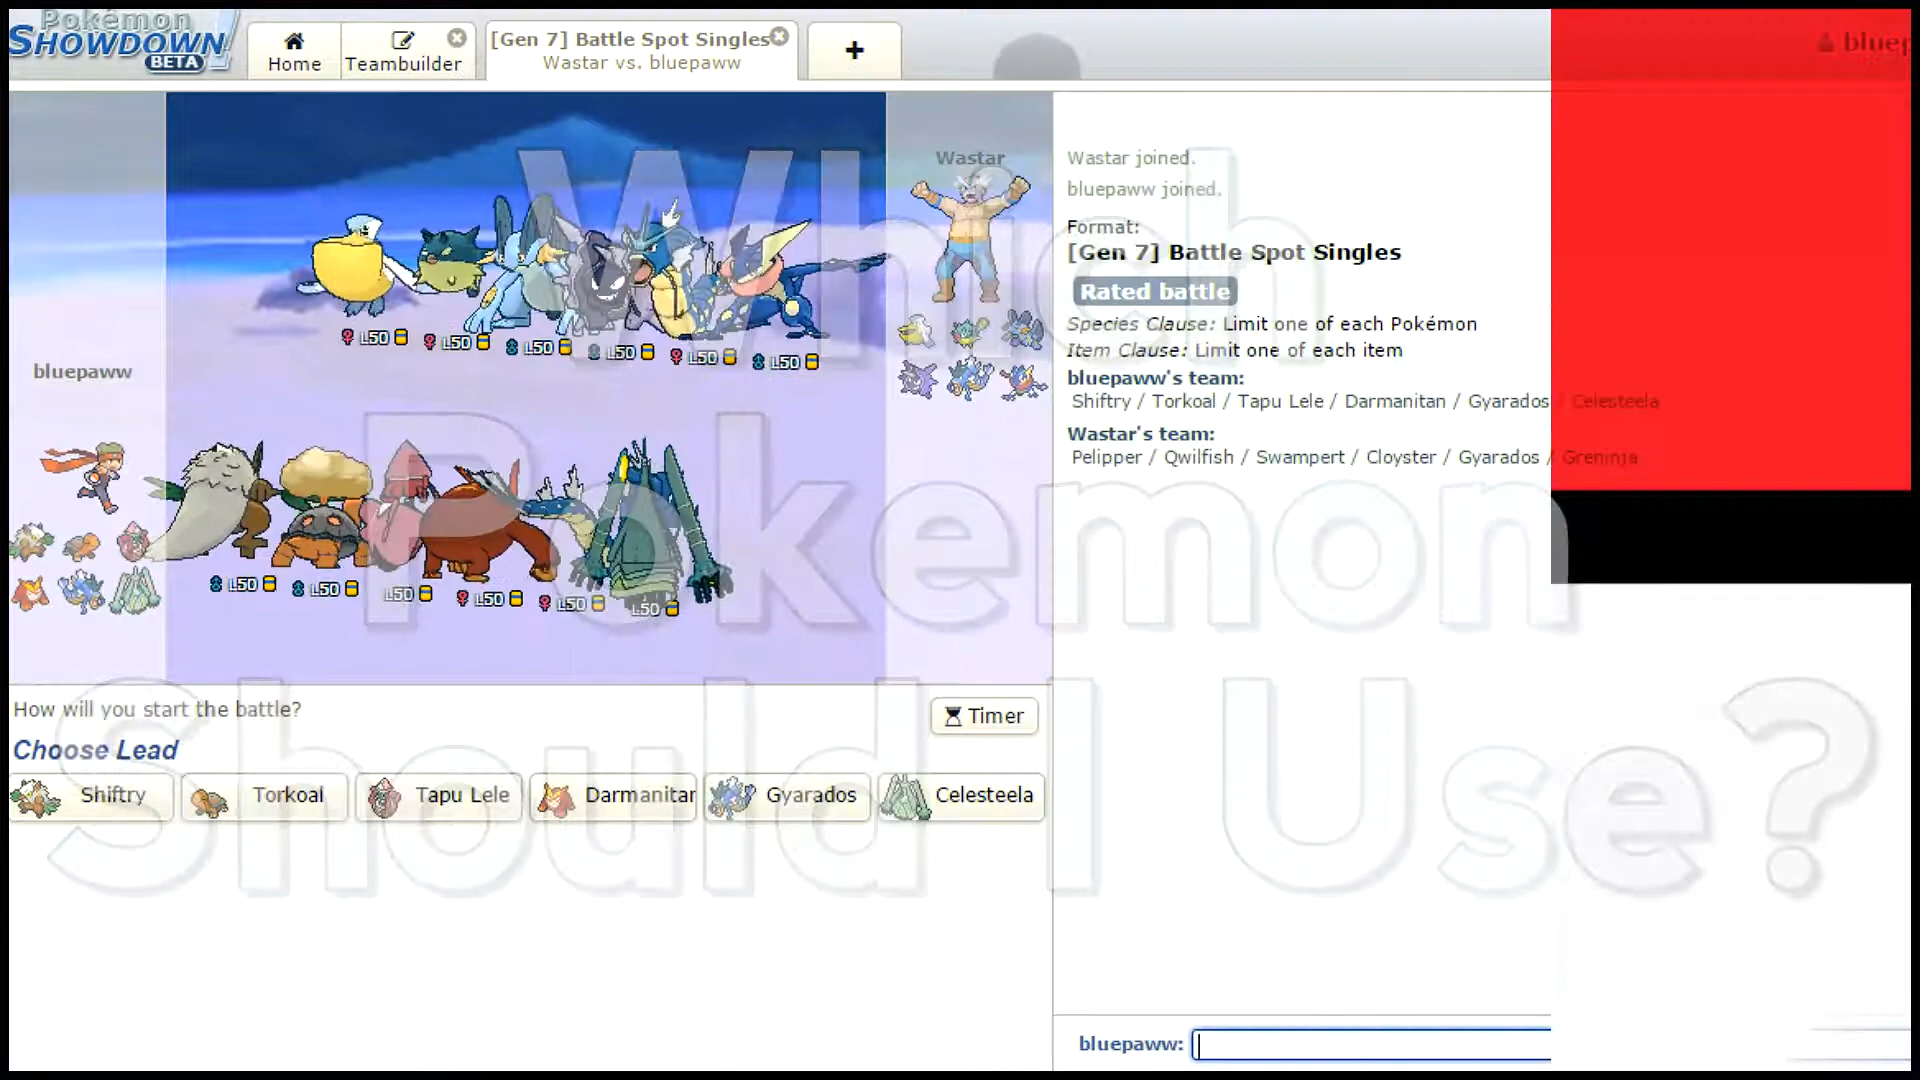 Pokémon
SHOWDOWN!
BETA
Home
Teambuilder
[Gen 7] Battle Spot Singles
Wastar vs. bluepaww
+
bluep
Which
Pokemon
Should I Use?
Wastar
bluepaww
L50
L50
L50
L50
L50
L50
L50
L50
L50
L50
L50
L50
Wastar joined.
bluepaww joined.
Format:
[Gen 7] Battle Spot Singles
Rated battle
Species Clause: Limit one of each Pokémon
Item Clause: Limit one of each item
bluepaww's team:
Shiftry / Torkoal / Tapu Lele / Darmanitan / Gyarados / Celesteela
Wastar's team:
Pelipper / Qwilfish / Swampert / Cloyster / Gyarados / Greninja
How will you start the battle?
Timer
Choose Lead
Shiftry
Torkoal
Tapu Lele
Darmanitar
Gyarados
Celesteela
bluepaww: